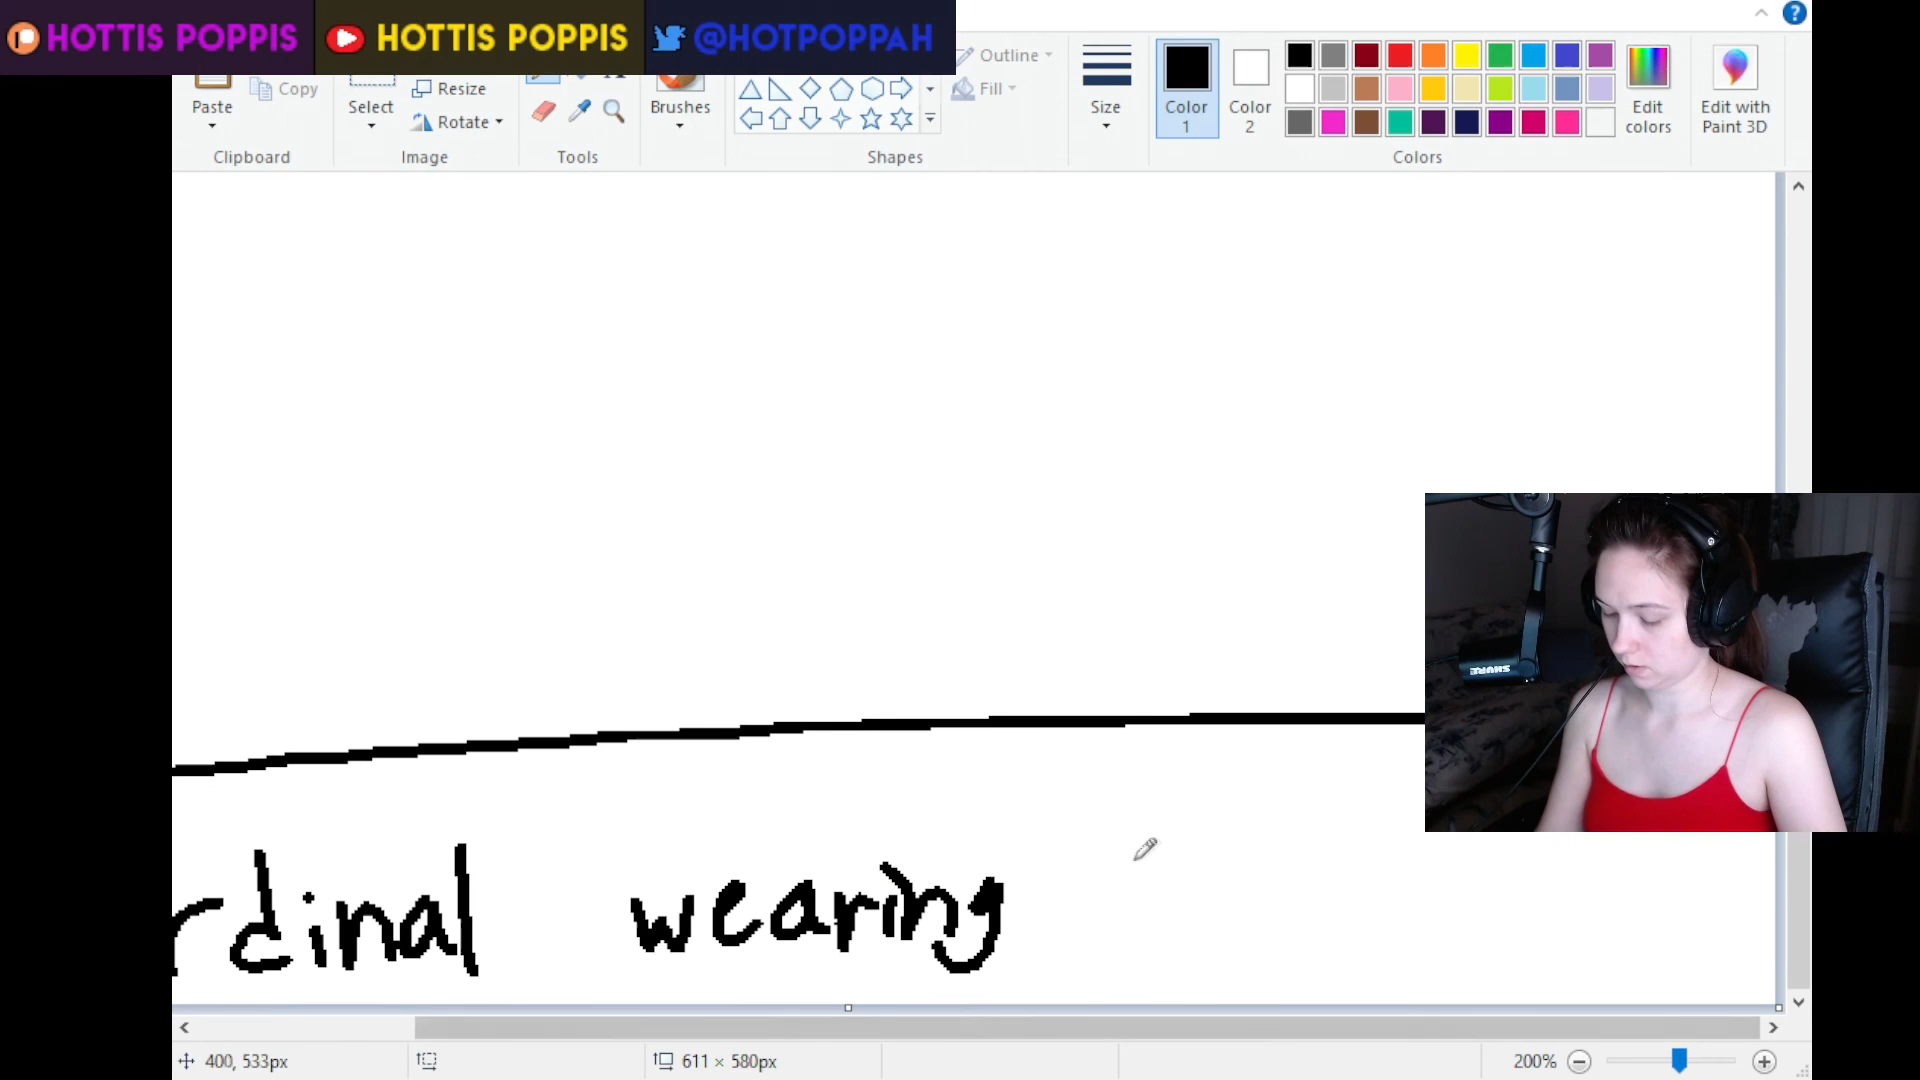 HOTTIS POPPIS HOTTIS POPPIS @HOTPOPPAH
Outline
Paste Copy Select Resize Rotate Brushes Fill Size Color 1 Color 2 Edit colors Edit with Paint 3D
Clipboard Image Tools Shapes Colors
SHURE
rdinal wearing
400, 533px 611 × 580px 200%